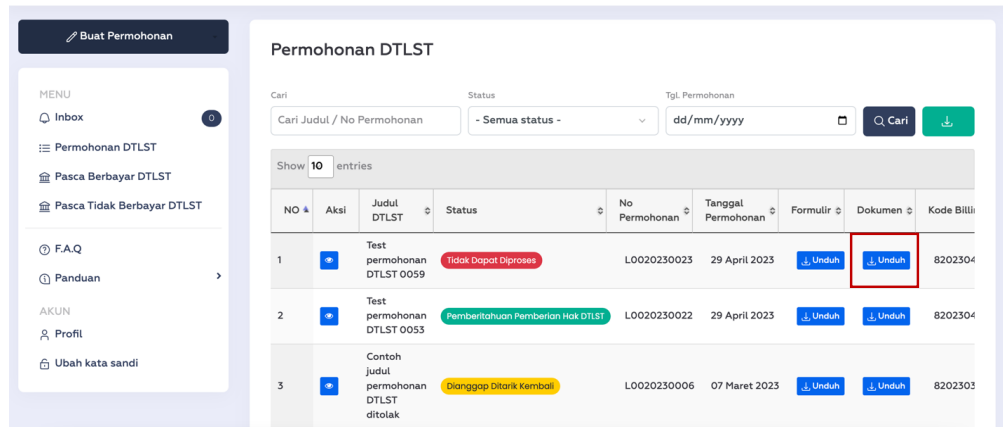 Buat Permohonan
MENU
Inbox
0
Permohonan DTLST
Pasca Berbayar DTLST
Pasca Tidak Berbayar DTLST
F.A.Q
Panduan
AKUN
Profil
Ubah kata sandi
Permohonan DTLST
Cari Status Tgl. Permohonan
Cari Judul / No Permohonan - Semua status - dd/mm/yyyy Cari
Show 10 entries
NO Aksi Judul DTLST Status No Permohonan Tanggal Permohonan Formulir Dokumen Kode Billi
1 Test permohonan DTLST 0059 Tidak Dapat Diproses L0020230023 29 April 2023 Unduh Unduh 8202304
2 Test permohonan DTLST 0053 Pemberitahuan Pemberian Hak DTLST L0020230022 29 April 2023 Unduh Unduh 8202304
3 Contoh judul permohonan DTLST ditolak Dianggap Ditarik Kembali L0020230006 07 Maret 2023 Unduh Unduh 8202303